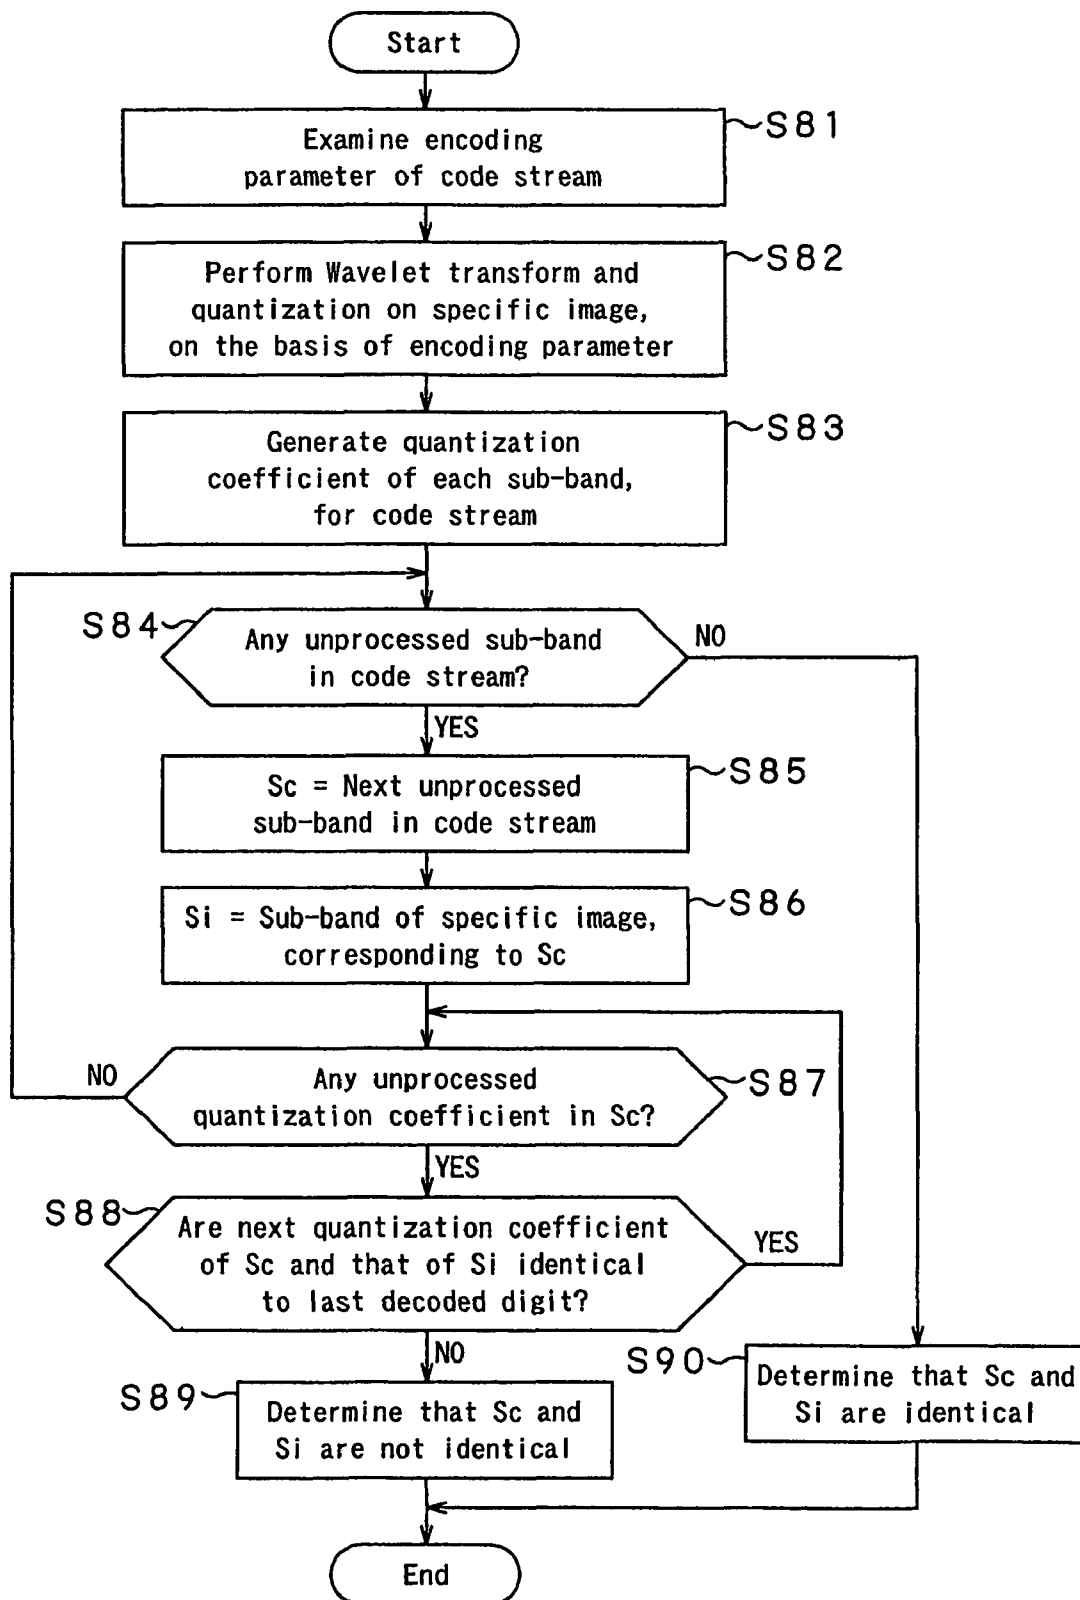 Start
S81
Examine encoding
parameter of code stream
S82
Perform Wavelet transform and
quantization on specific image,
on the basis of encoding parameter
S83
Generate quantization
coefficient of each sub-band,
for code stream
S84
Any unprocessed sub-band
in code stream?
NO
YES
S85
Sc = Next unprocessed
sub-band in code stream
S86
Si = Sub-band of specific image,
corresponding to Sc
NO
S87
Any unprocessed
quantization coefficient in Sc?
YES
S88
Are next quantization coefficient
of Sc and that of Si identical
to last decoded digit?
YES
NO
S89
Determine that Sc and
Si are not identical
S90
Determine that Sc and
Si are identical
End